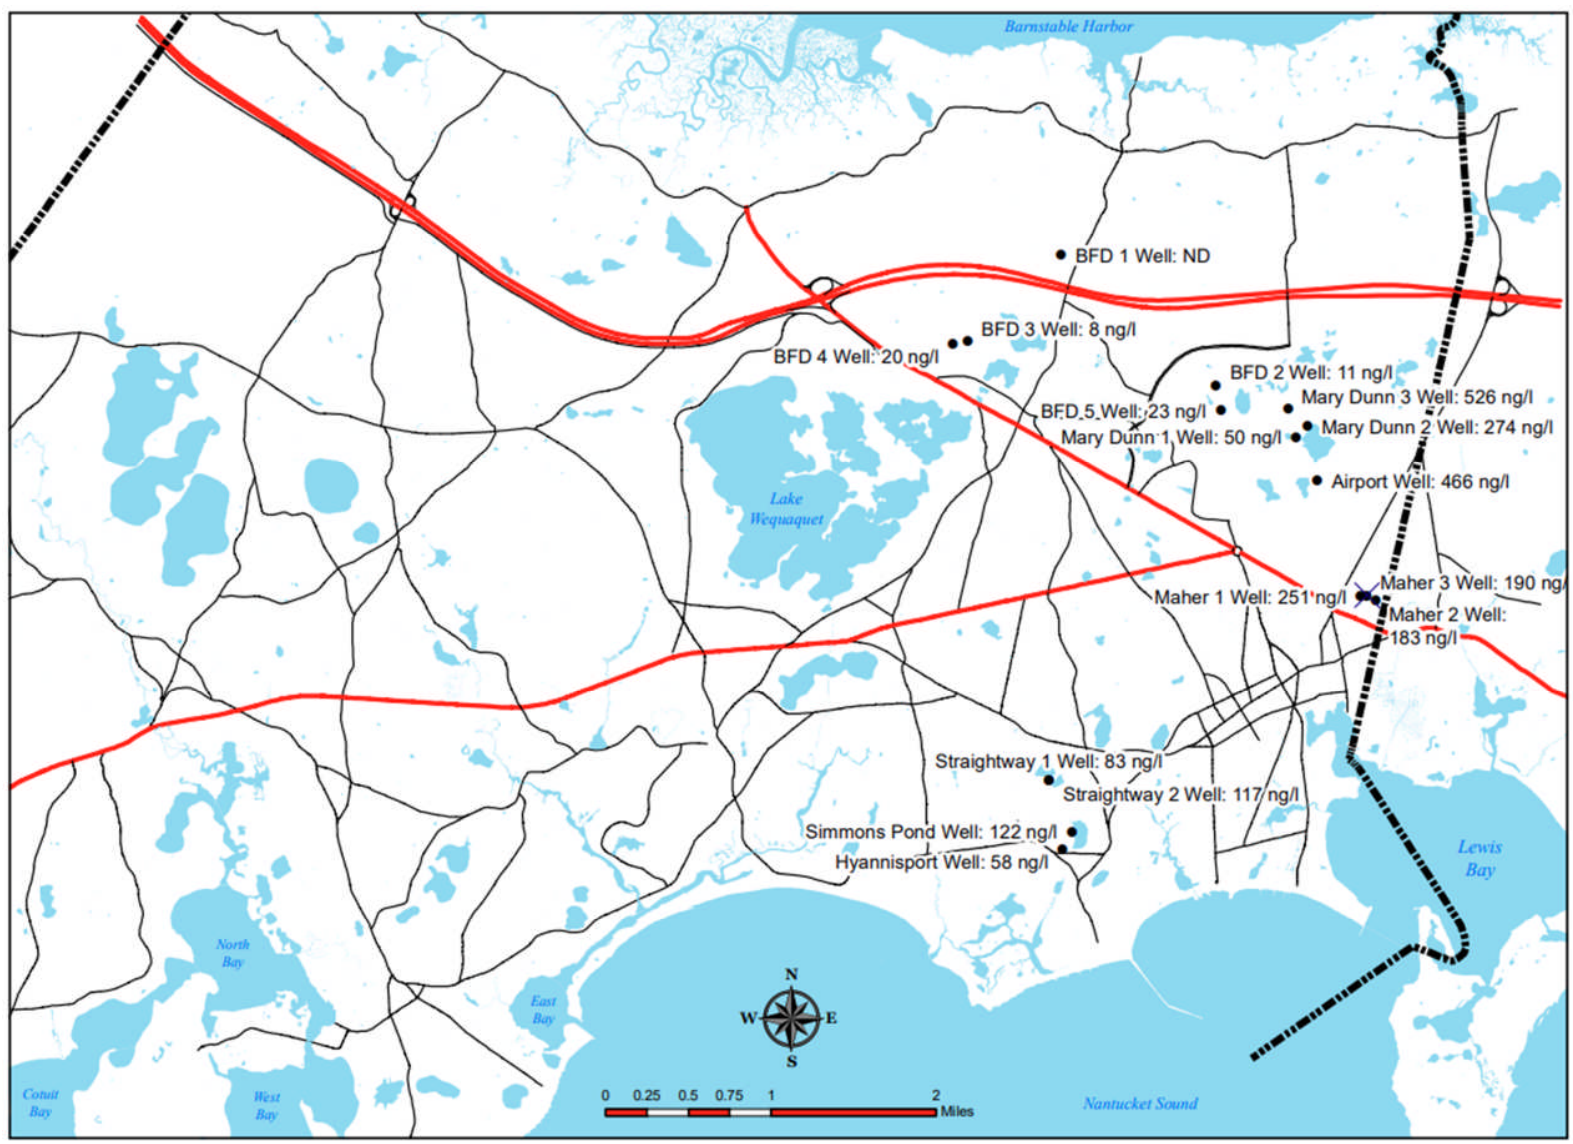 Barnstable Harbor
BFD 1 Well: ND
BFD 3 Well: 8 ng/l
BFD 4 Well: 20 ng/l
BFD 2 Well: 11 ng/l
Mary Dunn 3 Well: 526 ng/l
BFD 5 Well: 23 ng/l
Mary Dunn 2 Well: 274 ng/l
Mary Dunn 1 Well: 50 ng/l
Airport Well: 466 ng/l
Lake
Wequaquet
Maher 3 Well: 190 ng/
Maher 1 Well: 251 ng/l
Maher 2 Well:
183 ng/l
Straightway 1 Well: 83 ng/l
Straightway 2 Well: 117 ng/l
Simmons Pond Well: 122 ng/l
Hyannisport Well: 58 ng/l
Lewis
Bay
North
Bay
East
Bay
N
W E
S
Cotuit
Bay
West
Bay
0 0.25 0.5 0.75 1 2
Miles
Nantucket Sound